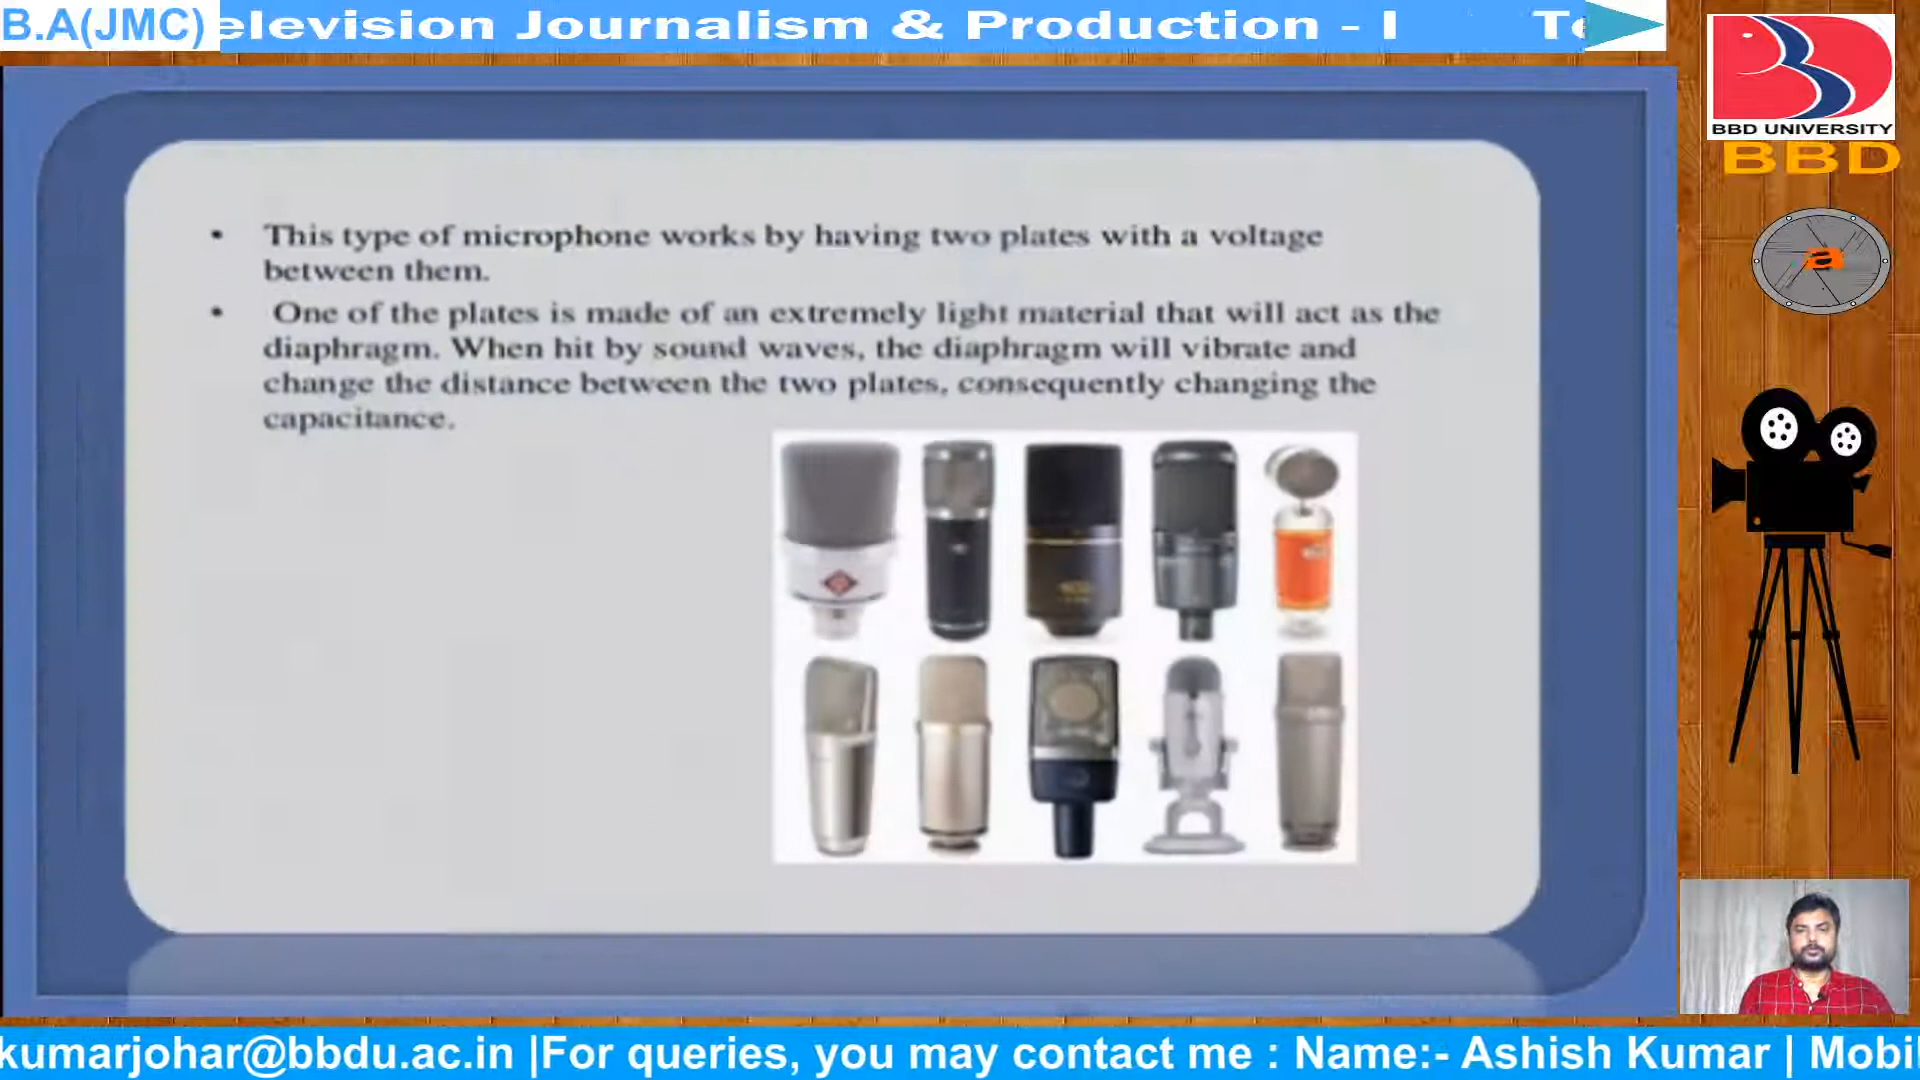 B.A(JMC) elevision Journalism & Production - I
BBD UNIVERSITY
BBD
a
• This type of microphone works by having two plates with a voltage
between them.
• One of the plates is made of an extremely light material that will act as the
diaphragm. When hit by sound waves, the diaphragm will vibrate and
change the distance between the two plates, consequently changing the
capacitance.
kumarjohar@bbdu.ac.in |For queries, you may contact me : Name:- Ashish Kumar | Mobil